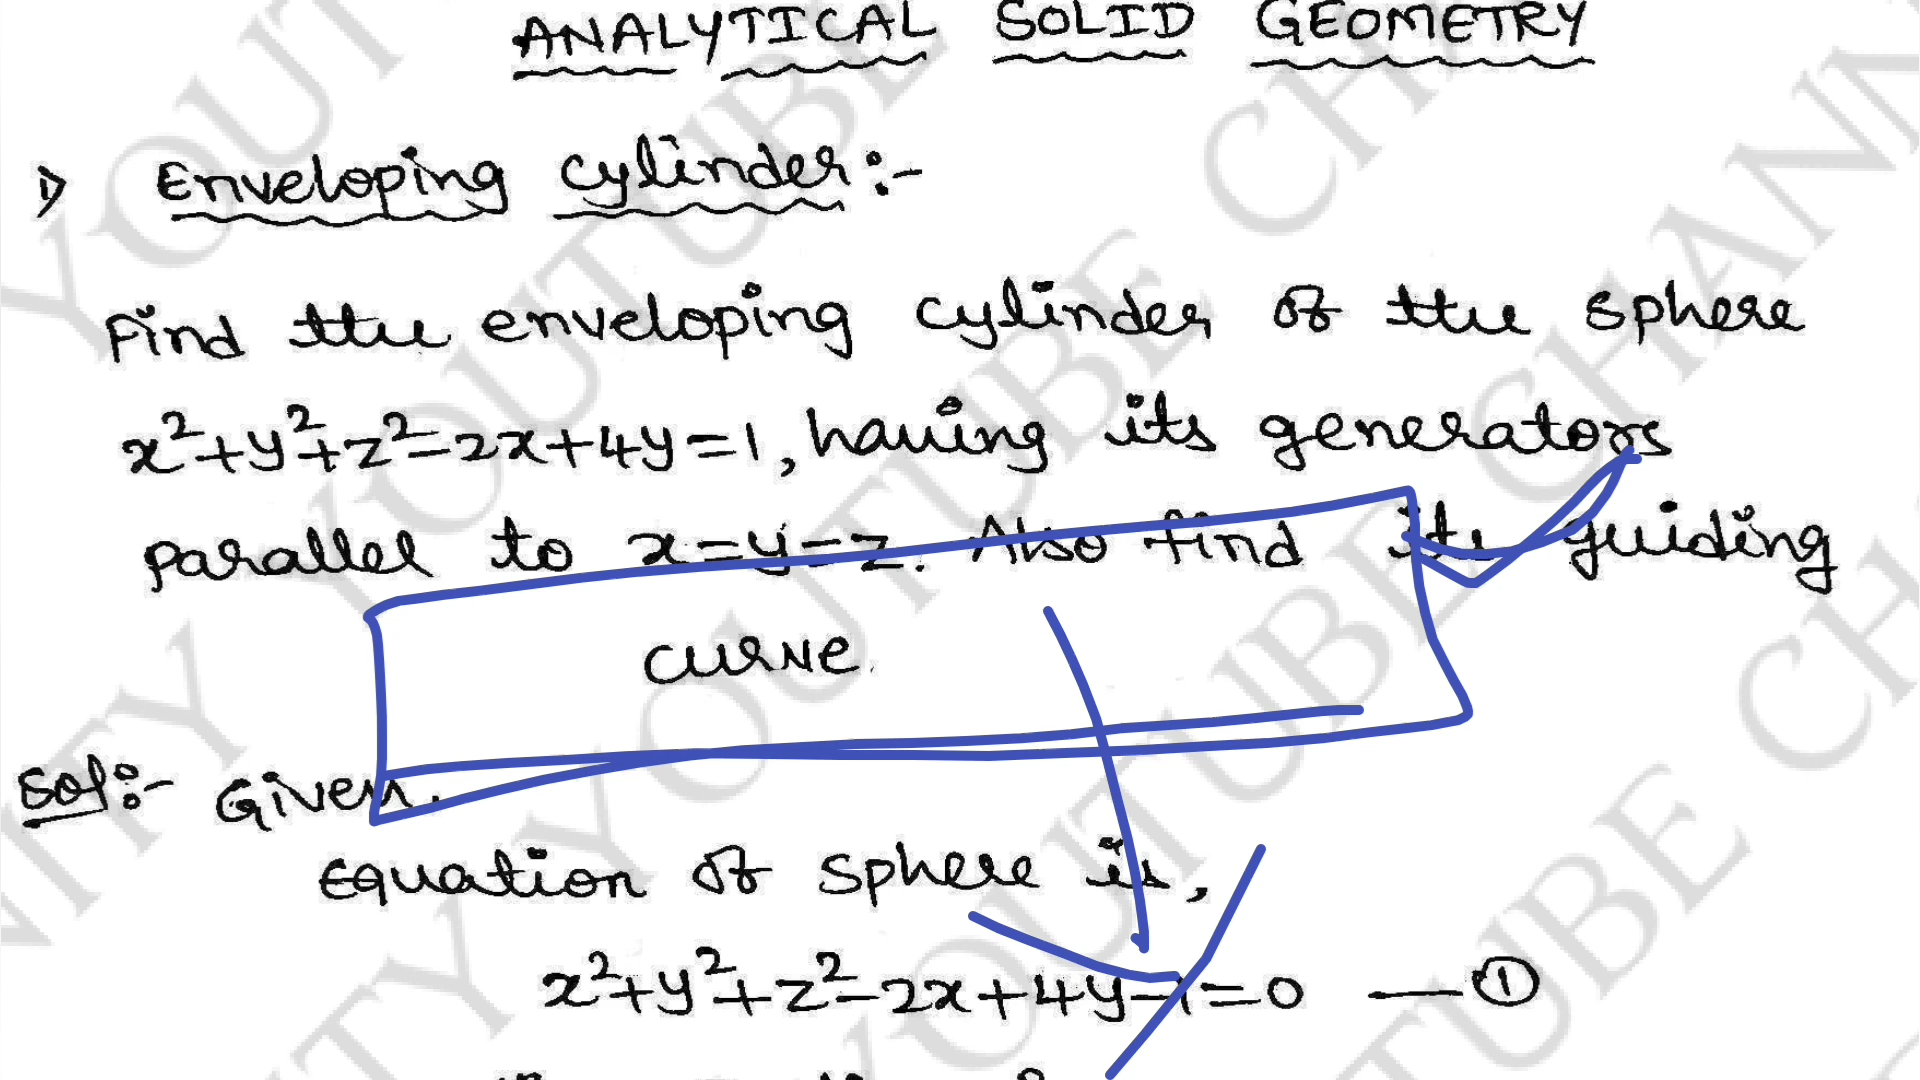 ANALYTICAL SOLID GEOMETRY
1) Enveloping cylinder:-
Find the enveloping cylinder of the sphere
x²+y²+z²-2x+4y=1, having its generators
parallel to x=y=z. Also find its guiding
curve.
Sol:- Given,
Equation of sphere is,
x²+y²+z²-2x+4y-1=0 —①
YOUTUBE CHANN